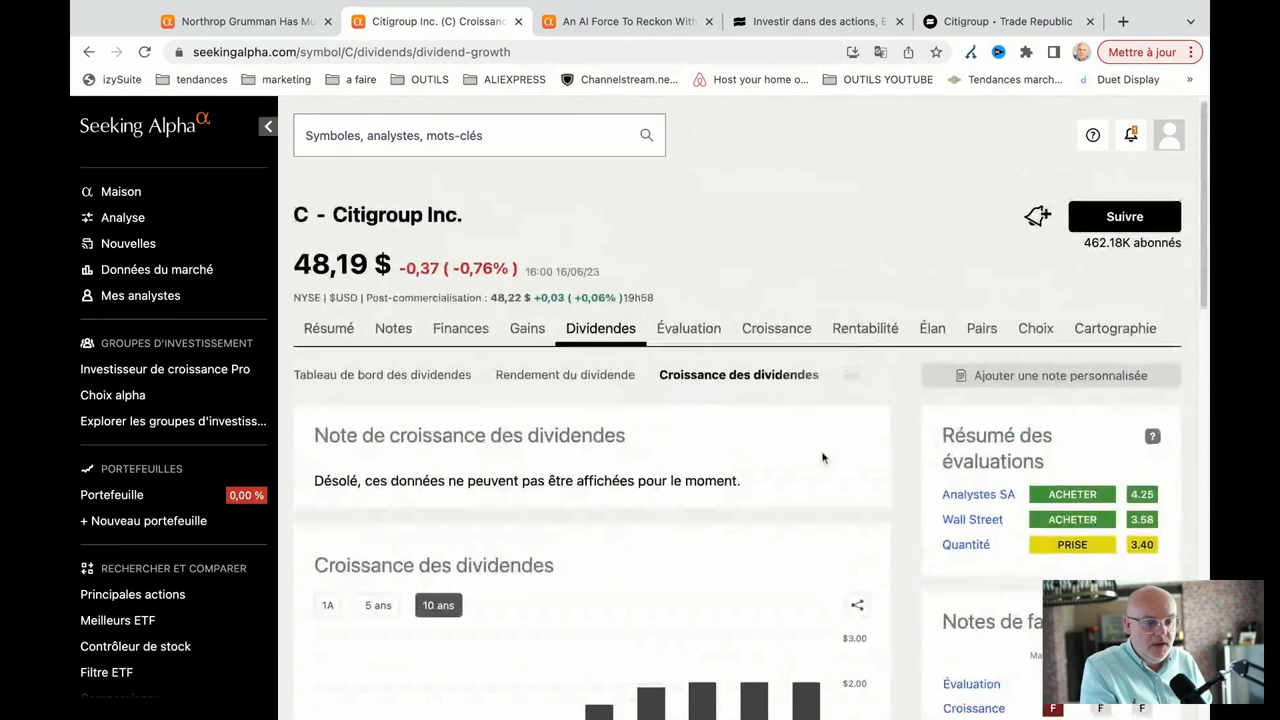 Northrop Grumman Has Mu
Citigroup Inc. (C) Croissanc
An AI Force To Reckon With
Investir dans des actions, E
Citigroup • Trade Republic
seekingalpha.com/symbol/C/dividends/dividend-growth
Mettre à jour
izySuite
tendances
marketing
a faire
OUTILS
ALIEXPRESS
Channelstream.ne...
Host your home o...
OUTILS YOUTUBE
Tendances march...
Duet Display
»
Seeking Alpha α
Symboles, analystes, mots-clés
Maison
Analyse
Nouvelles
Données du marché
Mes analystes
GROUPES D'INVESTISSEMENT
Investisseur de croissance Pro
Choix alpha
Explorer les groupes d'investiss...
PORTEFEUILLES
Portefeuille 0,00 %
+ Nouveau portefeuille
RECHERCHER ET COMPARER
Principales actions
Meilleurs ETF
Contrôleur de stock
Filtre ETF
C - Citigroup Inc.
Suivre
462.18K abonnés
48,19 $ -0,37 ( -0,76% ) 16:00 16/06/23
NYSE | $USD | Post-commercialisation : 48,22 $ +0,03 ( +0,06% )19h58
Résumé Notes Finances Gains Dividendes Évaluation Croissance Rentabilité Élan Pairs Choix Cartographie
Tableau de bord des dividendes Rendement du dividende Croissance des dividendes
Ajouter une note personnalisée
Note de croissance des dividendes
Désolé, ces données ne peuvent pas être affichées pour le moment.
Croissance des dividendes
1A 5 ans 10 ans
$3.00
$2.00
Résumé des
évaluations
?
Analystes SA ACHETER 4.25
Wall Street ACHETER 3.58
Quantité PRISE 3.40
Notes de fa
Ma
Évaluation
Croissance F F F